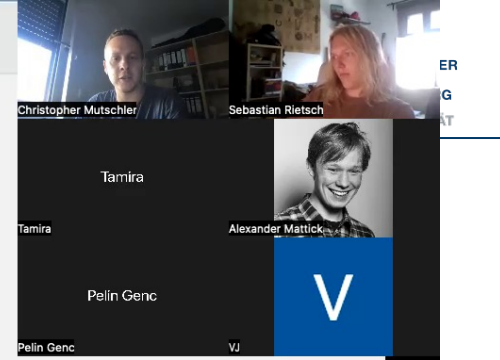 Christopher Mutschler
Sebastian Rietsch
ER
G
ÄT
Tamira
Tamira
Alexander Mattick
Pelin Genc
V
Pelin Genc
VJ